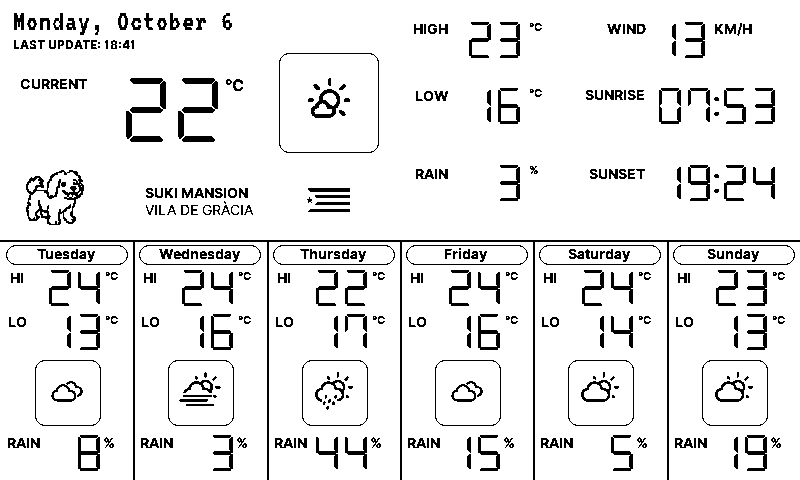 Monday, October 6
LAST UPDATE: 18:41
CURRENT 22 °C
HIGH 23 °C
LOW 16 °C
RAIN 3 %
WIND 13 KM/H
SUNRISE 07:53
SUNSET 19:24
SUKI MANSION
VILA DE GRÀCIA
Tuesday
HI 24 °C
LO 13 °C
RAIN 8 %
Wednesday
HI 24 °C
LO 16 °C
RAIN 3 %
Thursday
HI 22 °C
LO 17 °C
RAIN 44 %
Friday
HI 24 °C
LO 16 °C
RAIN 15 %
Saturday
HI 24 °C
LO 14 °C
RAIN 5 %
Sunday
HI 23 °C
LO 13 °C
RAIN 19 %